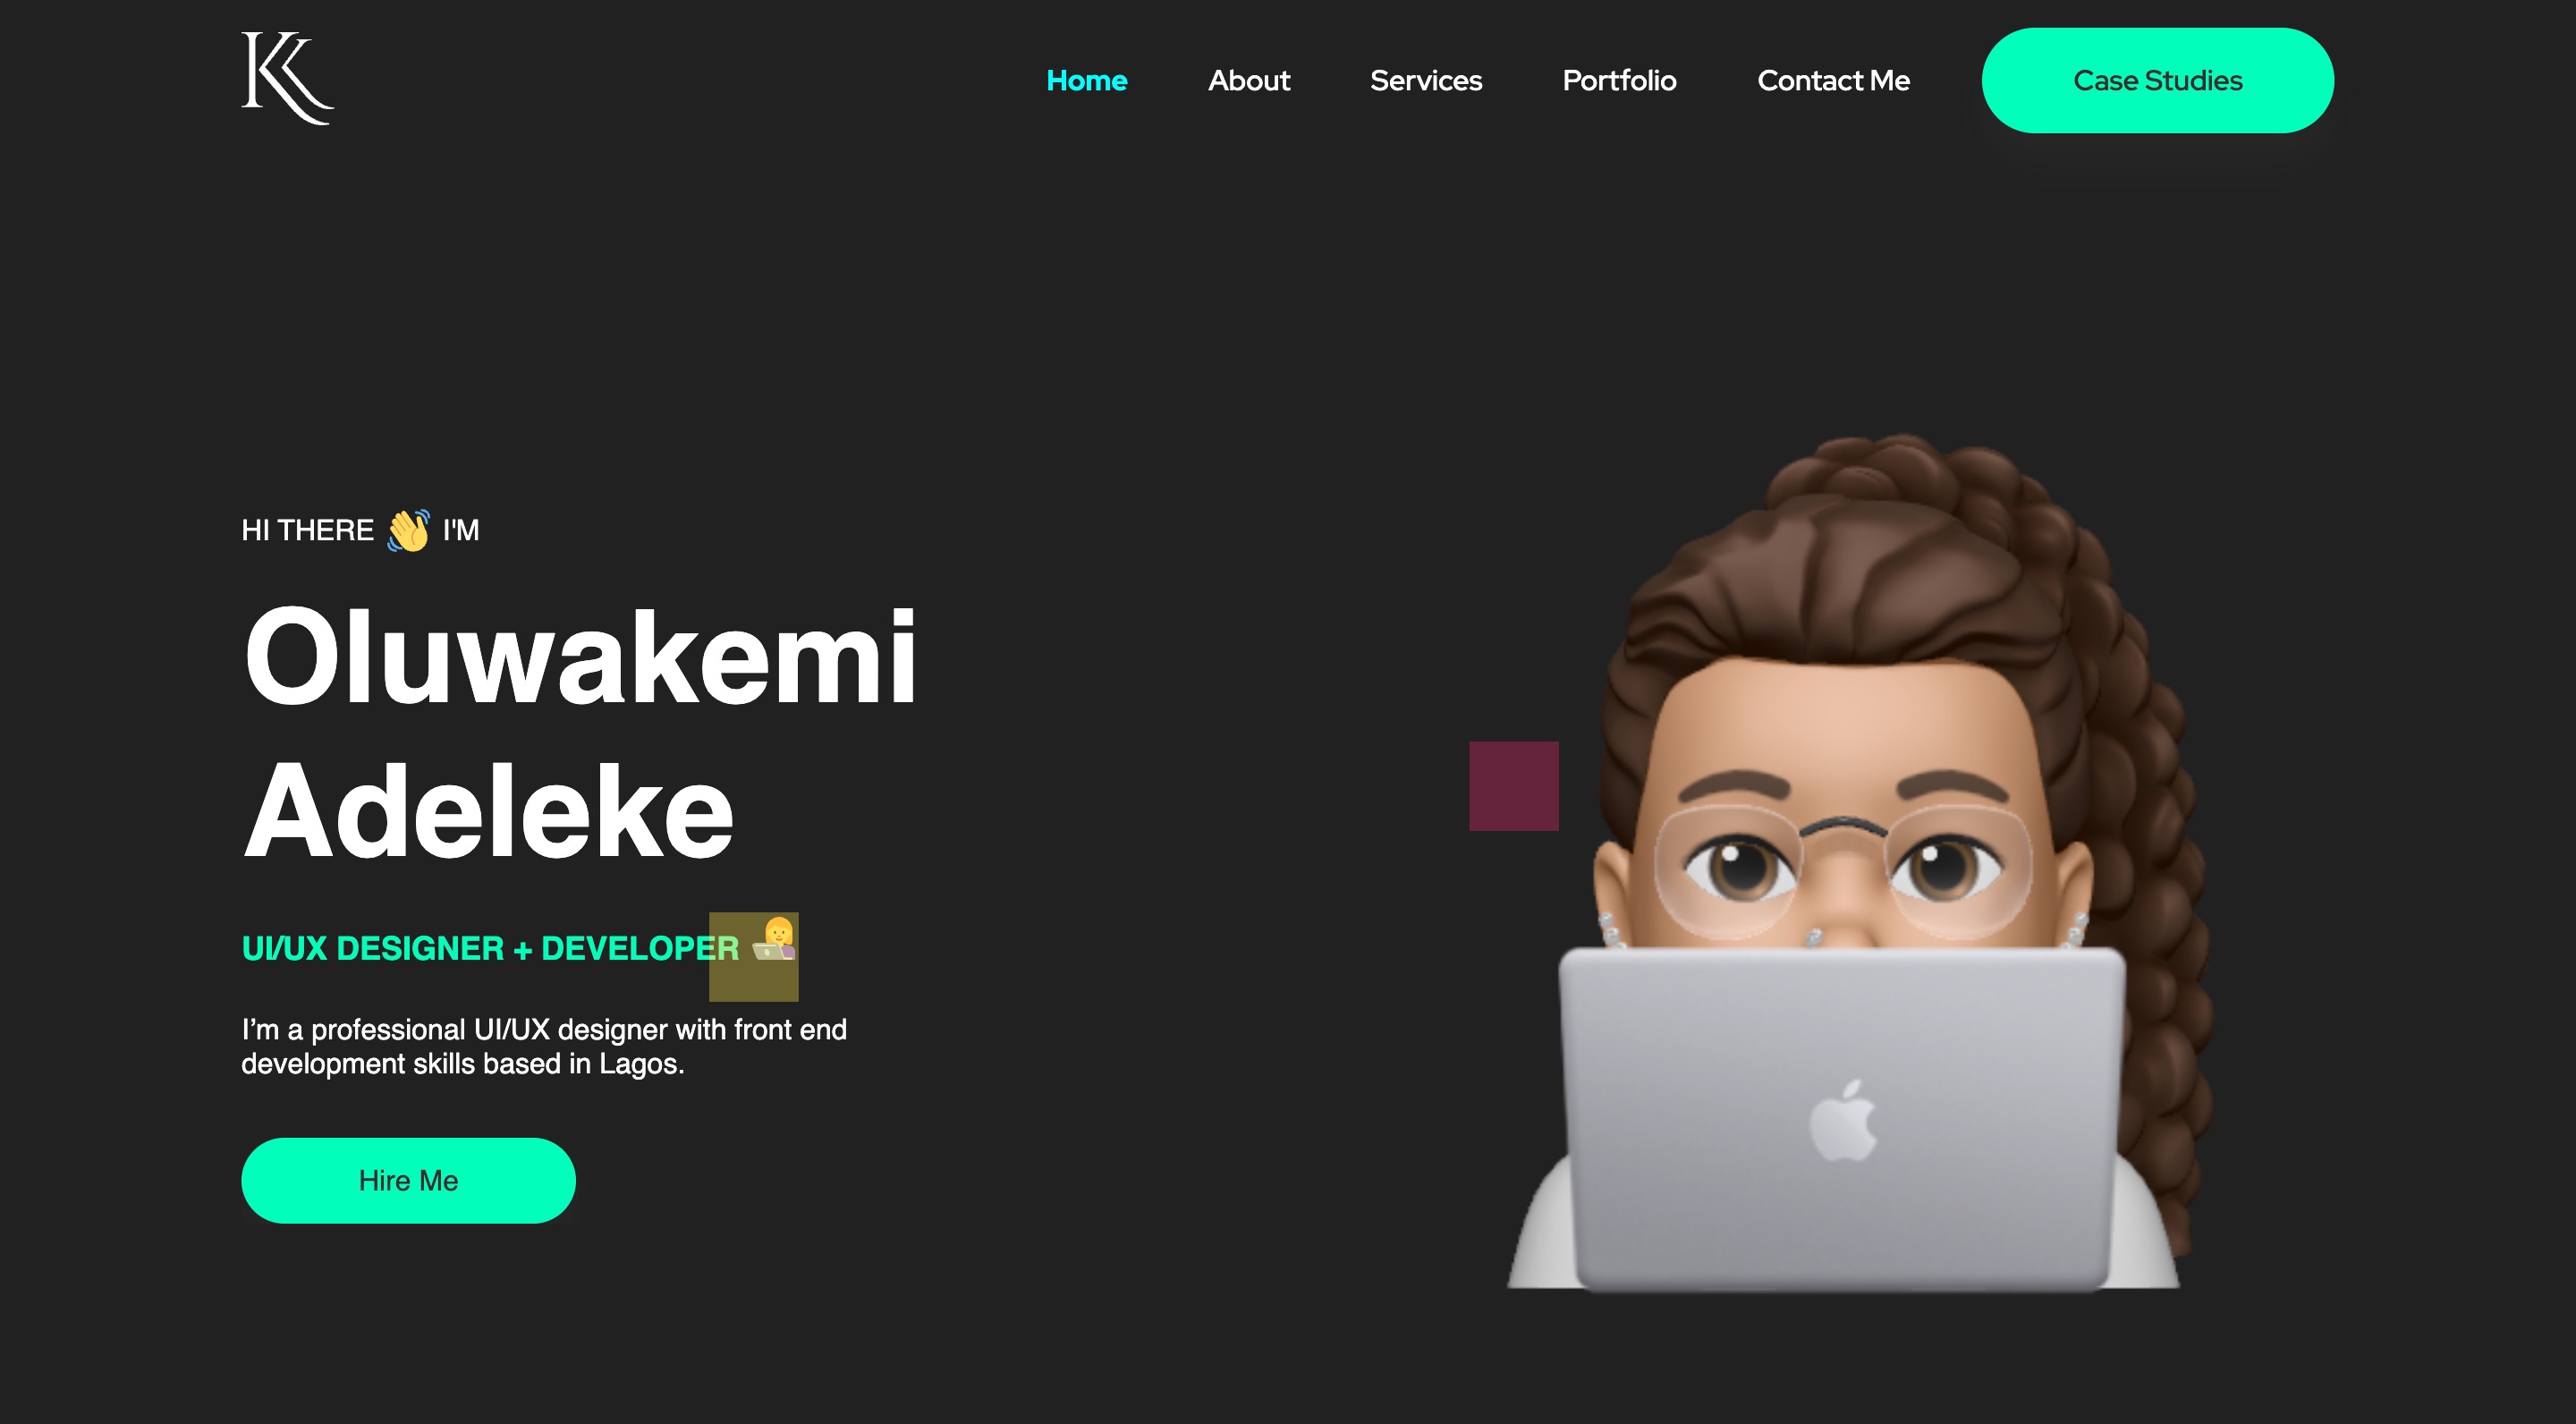 K
Home About Services Portfolio Contact Me Case Studies
HI THERE 👋 I'M
Oluwakemi
Adeleke
UI/UX DESIGNER + DEVELOPER 👩‍💻
I’m a professional UI/UX designer with front end
development skills based in Lagos.
Hire Me